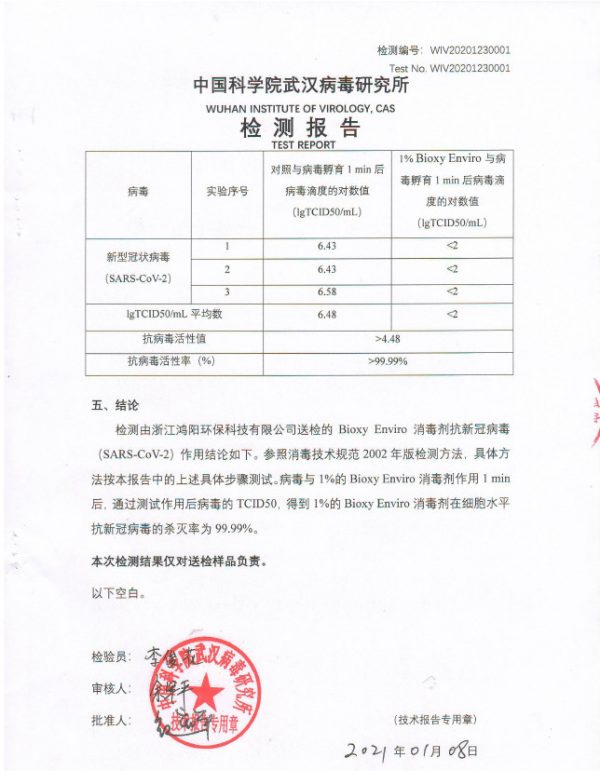 检测编号：WIV20201230001
Test No. WIV20201230001
中国科学院武汉病毒研究所
WUHAN INSTITUTE OF VIROLOGY, CAS
检 测 报 告
TEST REPORT
病毒 实验序号 对照与病毒孵育 1 min 后病毒滴度的对数值（lgTCID50/mL） 1% Bioxy Enviro 与病毒孵育 1 min 后病毒滴度的对数值（lgTCID50/mL）
新型冠状病毒（SARS-CoV-2） 1 6.43 <2
2 6.43 <2
3 6.58 <2
lgTCID50/mL 平均数 6.48 <2
抗病毒活性值 >4.48
抗病毒活性率（%） >99.99%
五、结论
检测由浙江鸿阳环保科技有限公司送检的 Bioxy Enviro 消毒剂抗新冠病毒
（SARS-CoV-2）作用结论如下。参照消毒技术规范 2002 年版检测方法，具体方
法按本报告中的上述具体步骤测试。病毒与 1%的 Bioxy Enviro 消毒剂作用 1 min
后，通过测试作用后病毒的 TCID50，得到 1%的 Bioxy Enviro 消毒剂在细胞水平
抗新冠病毒的杀灭率为 99.99%。
本次检测结果仅对送检样品负责。
以下空白。
检验员：
审核人：
批准人：
中国科学院武汉病毒研究所
技术报告专用章
（技术报告专用章）
2021 年 01 月 08 日